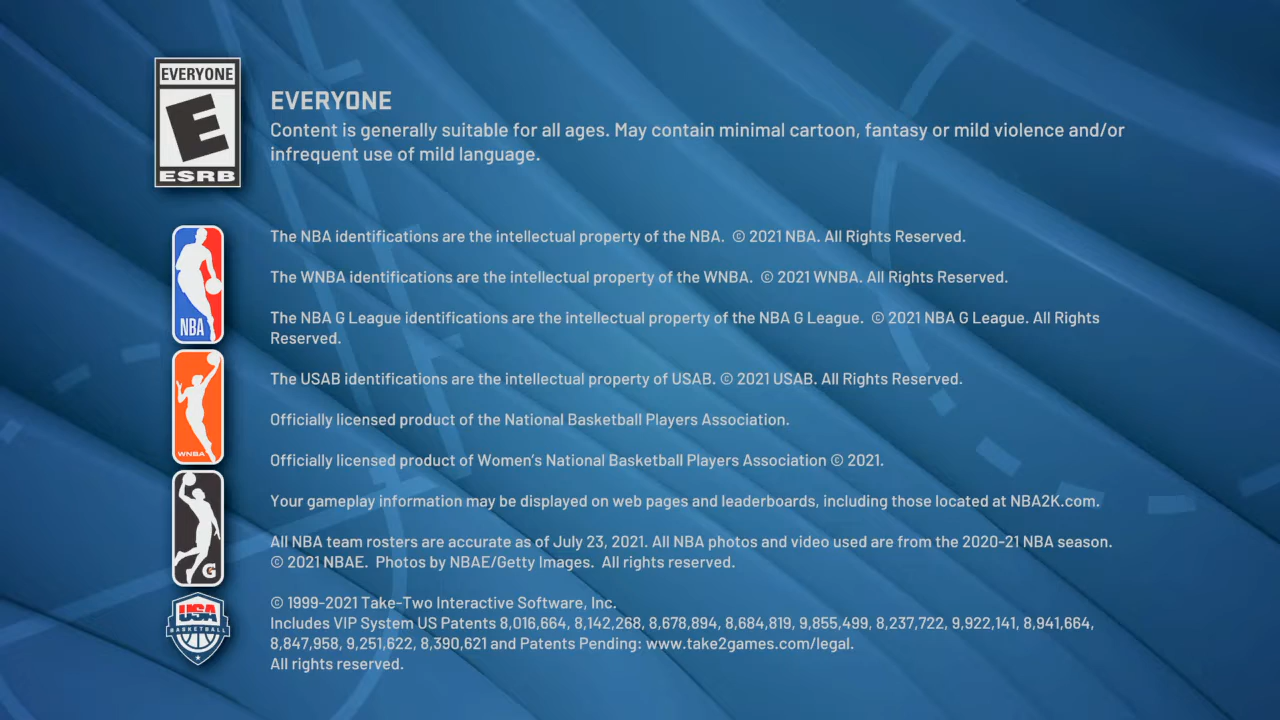 EVERYONE
E
ESRB
EVERYONE
Content is generally suitable for all ages. May contain minimal cartoon, fantasy or mild violence and/or
infrequent use of mild language.
The NBA identifications are the intellectual property of the NBA.  © 2021 NBA. All Rights Reserved.
The WNBA identifications are the intellectual property of the WNBA.  © 2021 WNBA. All Rights Reserved.
NBA
The NBA G League identifications are the intellectual property of the NBA G League.  © 2021 NBA G League. All Rights
Reserved.
The USAB identifications are the intellectual property of USAB. © 2021 USAB. All Rights Reserved.
Officially licensed product of the National Basketball Players Association.
WNBA
Officially licensed product of Women's National Basketball Players Association © 2021.
Your gameplay information may be displayed on web pages and leaderboards, including those located at NBA2K.com.
All NBA team rosters are accurate as of July 23, 2021. All NBA photos and video used are from the 2020-21 NBA season.
© 2021 NBAE.  Photos by NBAE/Getty Images.  All rights reserved.
G
© 1999-2021 Take-Two Interactive Software, Inc.
USA
BASKETBALL
Includes VIP System US Patents 8,016,664, 8,142,268, 8,678,894, 8,684,819, 9,855,499, 8,237,722, 9,922,141, 8,941,664,
8,847,958, 9,251,622, 8,390,621 and Patents Pending: www.take2games.com/legal.
All rights reserved.